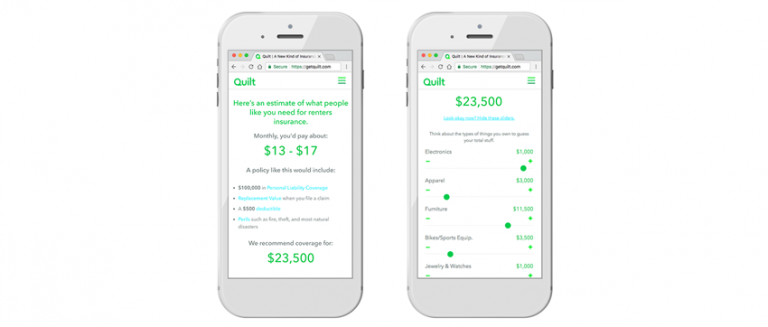 Quilt | A New Kind of Insuran
Secure https://getquilt.com
Quilt
Here's an estimate of what people
like you need for renters
insurance.
Monthly, you'd pay about:
$13 - $17
A policy like this would include:
$100,000 in Personal Liability Coverage
Replacement Value when you file a claim
A $500 deductible
Perils such as fire, theft, and most natural
disasters
We recommend coverage for:
$23,500
Quilt | A New Kind of Insuran
Secure https://getquilt.com
Quilt
$23,500
Look okay now? Hide these sliders.
Think about the types of things you own to guess
your total stuff.
Electronics $1,000
Apparel $3,000
Furniture $11,500
Bikes/Sports Equip. $3,500
Jewelry & Watches $1,000